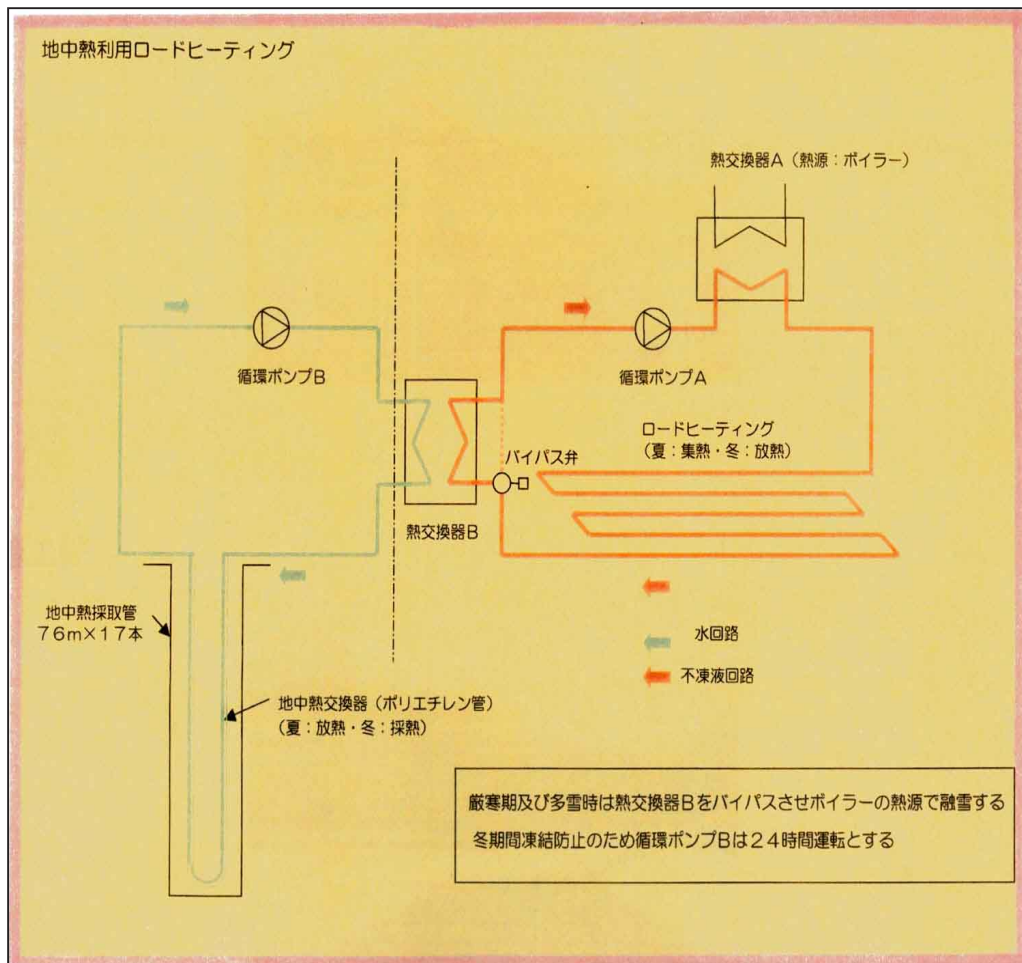 地中熱利用ロードヒーティング
熱交換器A（熱源：ボイラー）
循環ポンプB
循環ポンプA
ロードヒーティング
（夏：集熱・冬：放熱）
バイパス弁
熱交換器B
地中熱採取管
76m×17本
水回路
不凍液回路
地中熱交換器（ポリエチレン管）
（夏：放熱・冬：採熱）
厳寒期及び多雪時は熱交換器Bをバイパスさせボイラーの熱源で融雪する
冬期間凍結防止のため循環ポンプBは24時間運転とする